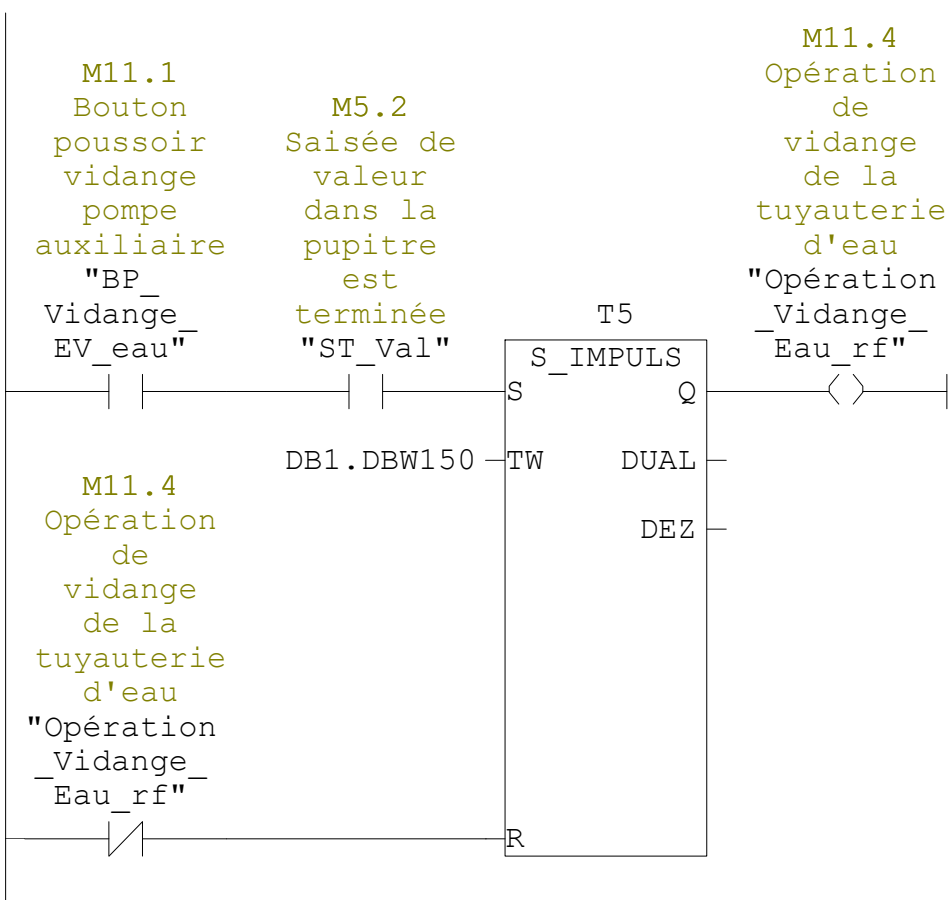 M11.1
Bouton
poussoir
vidange
pompe
auxiliaire
"BP_
Vidange_
EV_eau"
M5.2
Saisée de
valeur
dans la
pupitre
est
terminée
"ST_Val"
T5
S_IMPULS
S
Q
M11.4
Opération
de
vidange
de la
tuyauterie
d'eau
"Opération
_Vidange_
Eau_rf"
DB1.DBW150
TW
DUAL
DEZ
M11.4
Opération
de
vidange
de la
tuyauterie
d'eau
"Opération
_Vidange_
Eau_rf"
R